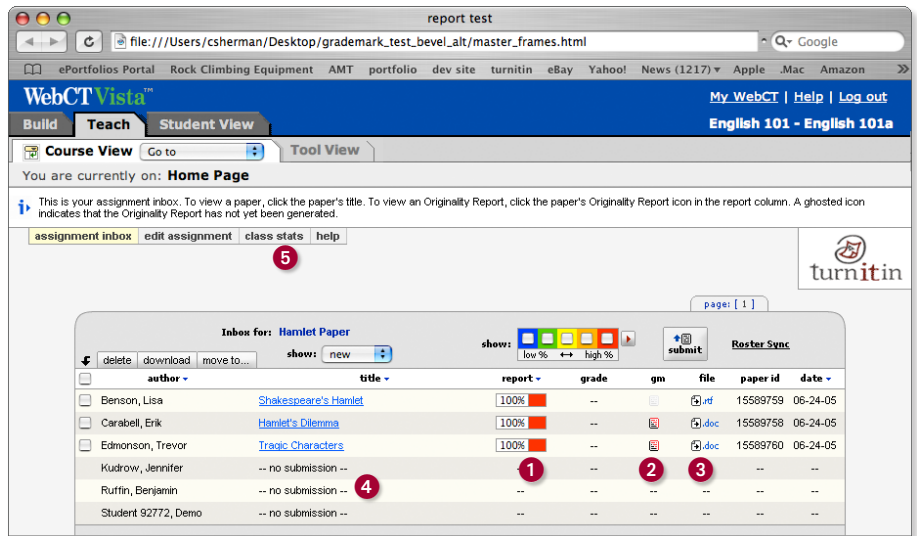 report test
file:///Users/csherman/Desktop/grademark_test_bevel_alt/master_frames.html
Google
ePortfolios Portal Rock Climbing Equipment AMT portfolio dev site turnitin eBay Yahoo! News (1217) Apple .Mac Amazon
WebCT Vista™
My WebCT | Help | Log out
Build Teach Student View
English 101 - English 101a
Course View Go to Tool View
You are currently on: Home Page
This is your assignment inbox. To view a paper, click the paper's title. To view an Originality Report, click the paper's Originality Report icon in the report column. A ghosted icon
indicates that the Originality Report has not yet been generated.
assignment inbox edit assignment class stats help
5
turnitin
page: [ 1 ]
Inbox for: Hamlet Paper
show: low % ↔ high %
submit
Roster Sync
delete download move to...
show: new
author title report grade gm file paper id date
Benson, Lisa Shakespeare's Hamlet 100% -- .rtf 15589759 06-24-05
Carabell, Erik Hamlet's Dilemma 100% -- .doc 15589758 06-24-05
Edmonson, Trevor Tragic Characters 100% -- .doc 15589760 06-24-05
Kudrow, Jennifer -- no submission -- -- -- -- -- -- --
1 2 3
Ruffin, Benjamin -- no submission -- -- -- -- -- -- --
4
Student 92772, Demo -- no submission -- -- -- -- -- -- --